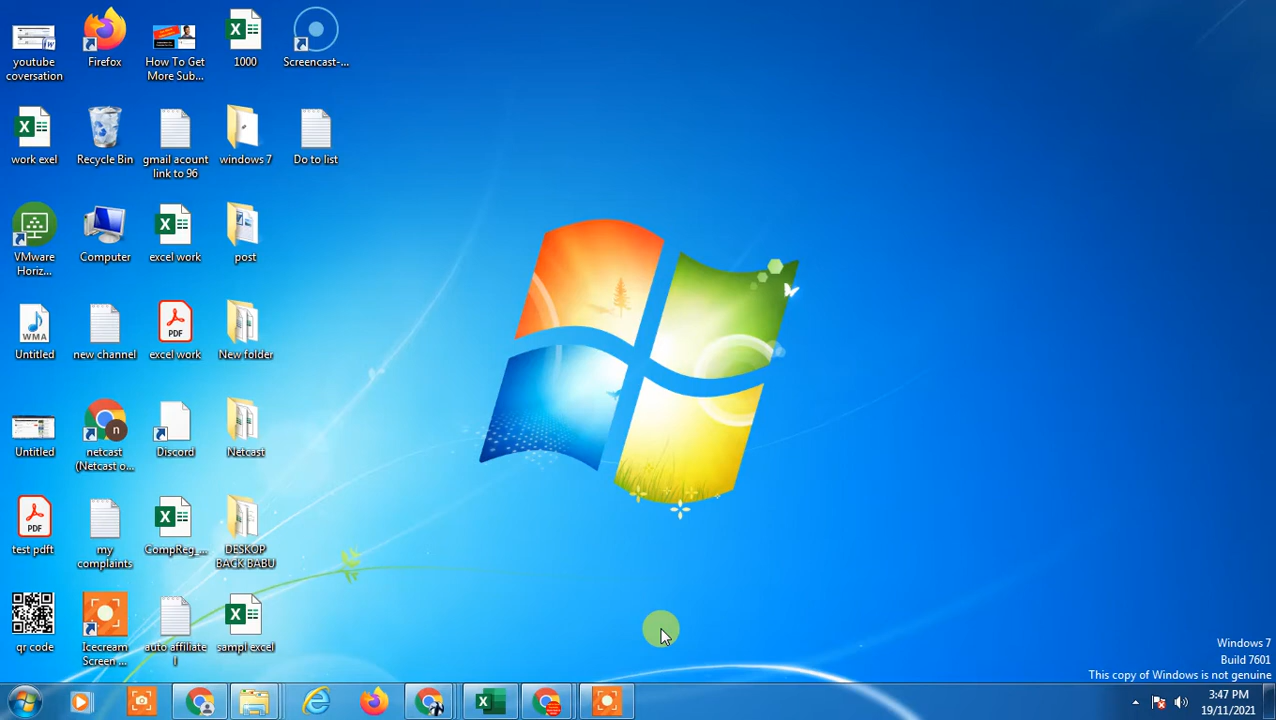 youtube
coversation
Firefox
How To Get
More Sub...
1000
Screencast-...
work exel
Recycle Bin
gmail acount
link to 96
windows 7
Do to list
VMware
Horiz...
Computer
excel work
post
WMA
Untitled
new channel
PDF
excel work
New folder
Untitled
n
netcast
(Netcast o...
Discord
Netcast
PDF
test pdft
my
complaints
CompReg_...
DESKOP
BACK BABU
qr code
Icecream
Screen ...
auto affiliate
l
sampl excel
Windows 7
Build 7601
This copy of Windows is not genuine
3:47 PM
19/11/2021